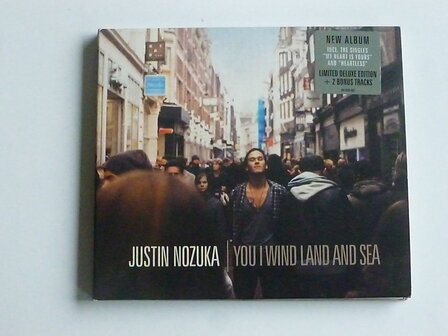 NEW ALBUM
INCL. THE SINGLES
"MY HEART IS YOURS"
AND "HEARTLESS"
LIMITED DELUXE EDITION
+ 2 BONUS TRACKS
JUSTIN NOZUKA | YOU I WIND LAND AND SEA